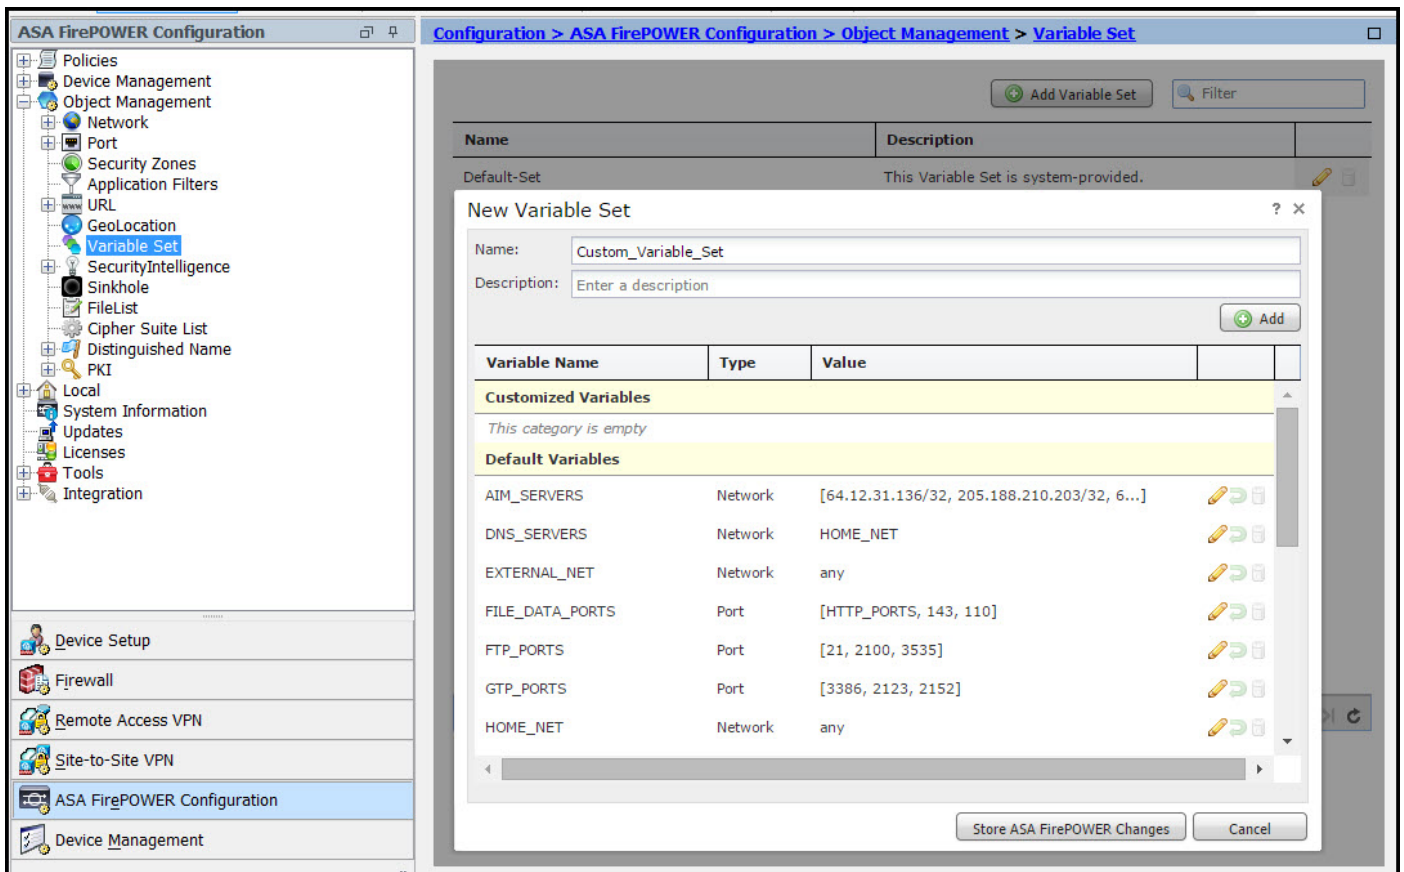 ASA FirePOWER Configuration
Policies
Device Management
Object Management
Network
Port
Security Zones
Application Filters
URL
GeoLocation
Variable Set
SecurityIntelligence
Sinkhole
FileList
Cipher Suite List
Distinguished Name
PKI
Local
System Information
Updates
Licenses
Tools
Integration
Device Setup
Firewall
Remote Access VPN
Site-to-Site VPN
ASA FirePOWER Configuration
Device Management
Configuration > ASA FirePOWER Configuration > Object Management > Variable Set
Add Variable Set Filter
Name Description
Default-Set This Variable Set is system-provided.
New Variable Set ?
Name: Custom_Variable_Set
Description: Enter a description
Add
Variable Name Type Value
Customized Variables
This category is empty
Default Variables
AIM_SERVERS Network [64.12.31.136/32, 205.188.210.203/32, 6...]
DNS_SERVERS Network HOME_NET
EXTERNAL_NET Network any
FILE_DATA_PORTS Port [HTTP_PORTS, 143, 110]
FTP_PORTS Port [21, 2100, 3535]
GTP_PORTS Port [3386, 2123, 2152]
HOME_NET Network any
Store ASA FirePOWER Changes Cancel